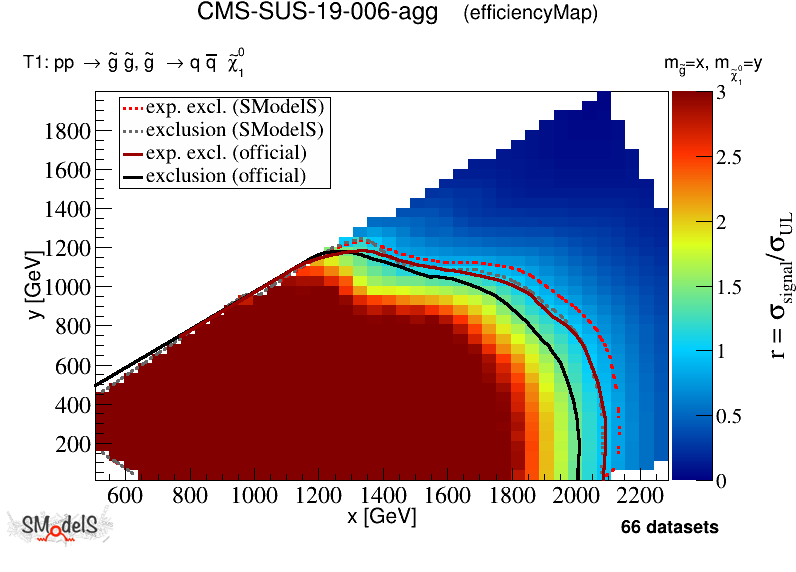 CMS-SUS-19-006-agg (efficiencyMap)
T1: pp → g̃ g̃, g̃ → q q̅ χ̃₁⁰
m_g̃=x, m_χ̃₁⁰=y
exp. excl. (SModelS)
exclusion (SModelS)
exp. excl. (official)
exclusion (official)
y [GeV]
1800
1600
1400
1200
1000
800
600
400
200
600 800 1000 1200 1400 1600 1800 2000 2200
x [GeV]
3
2.5
2
1.5
1
0.5
0
r = σ_signal/σ_UL
SModelS
66 datasets